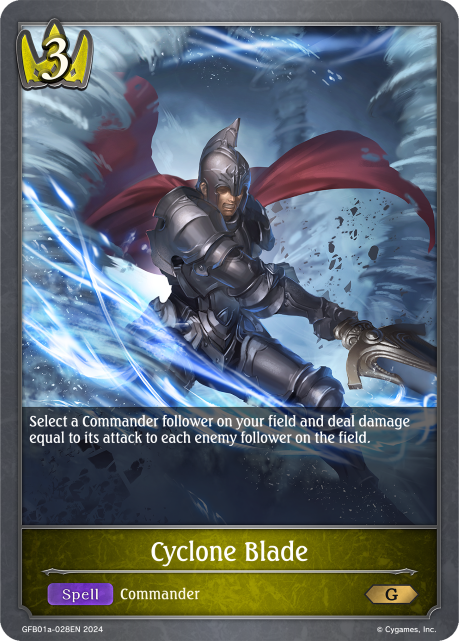 3
Select a Commander follower on your field and deal damage
equal to its attack to each enemy follower on the field.
Cyclone Blade
Spell Commander G
GFB01a-028EN 2024 © Cygames, Inc.